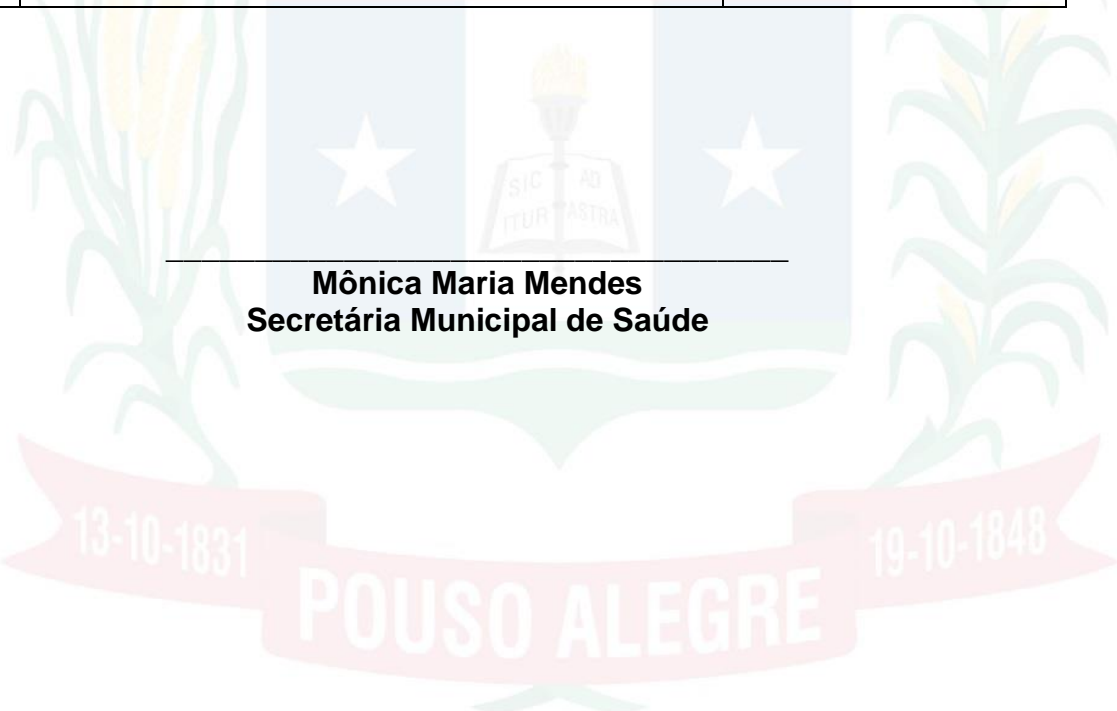 SIC AD
ITUR ASTRA
___________________________________
Mônica Maria Mendes
Secretária Municipal de Saúde
13-10-1831
19-10-1848
POUSO ALEGRE